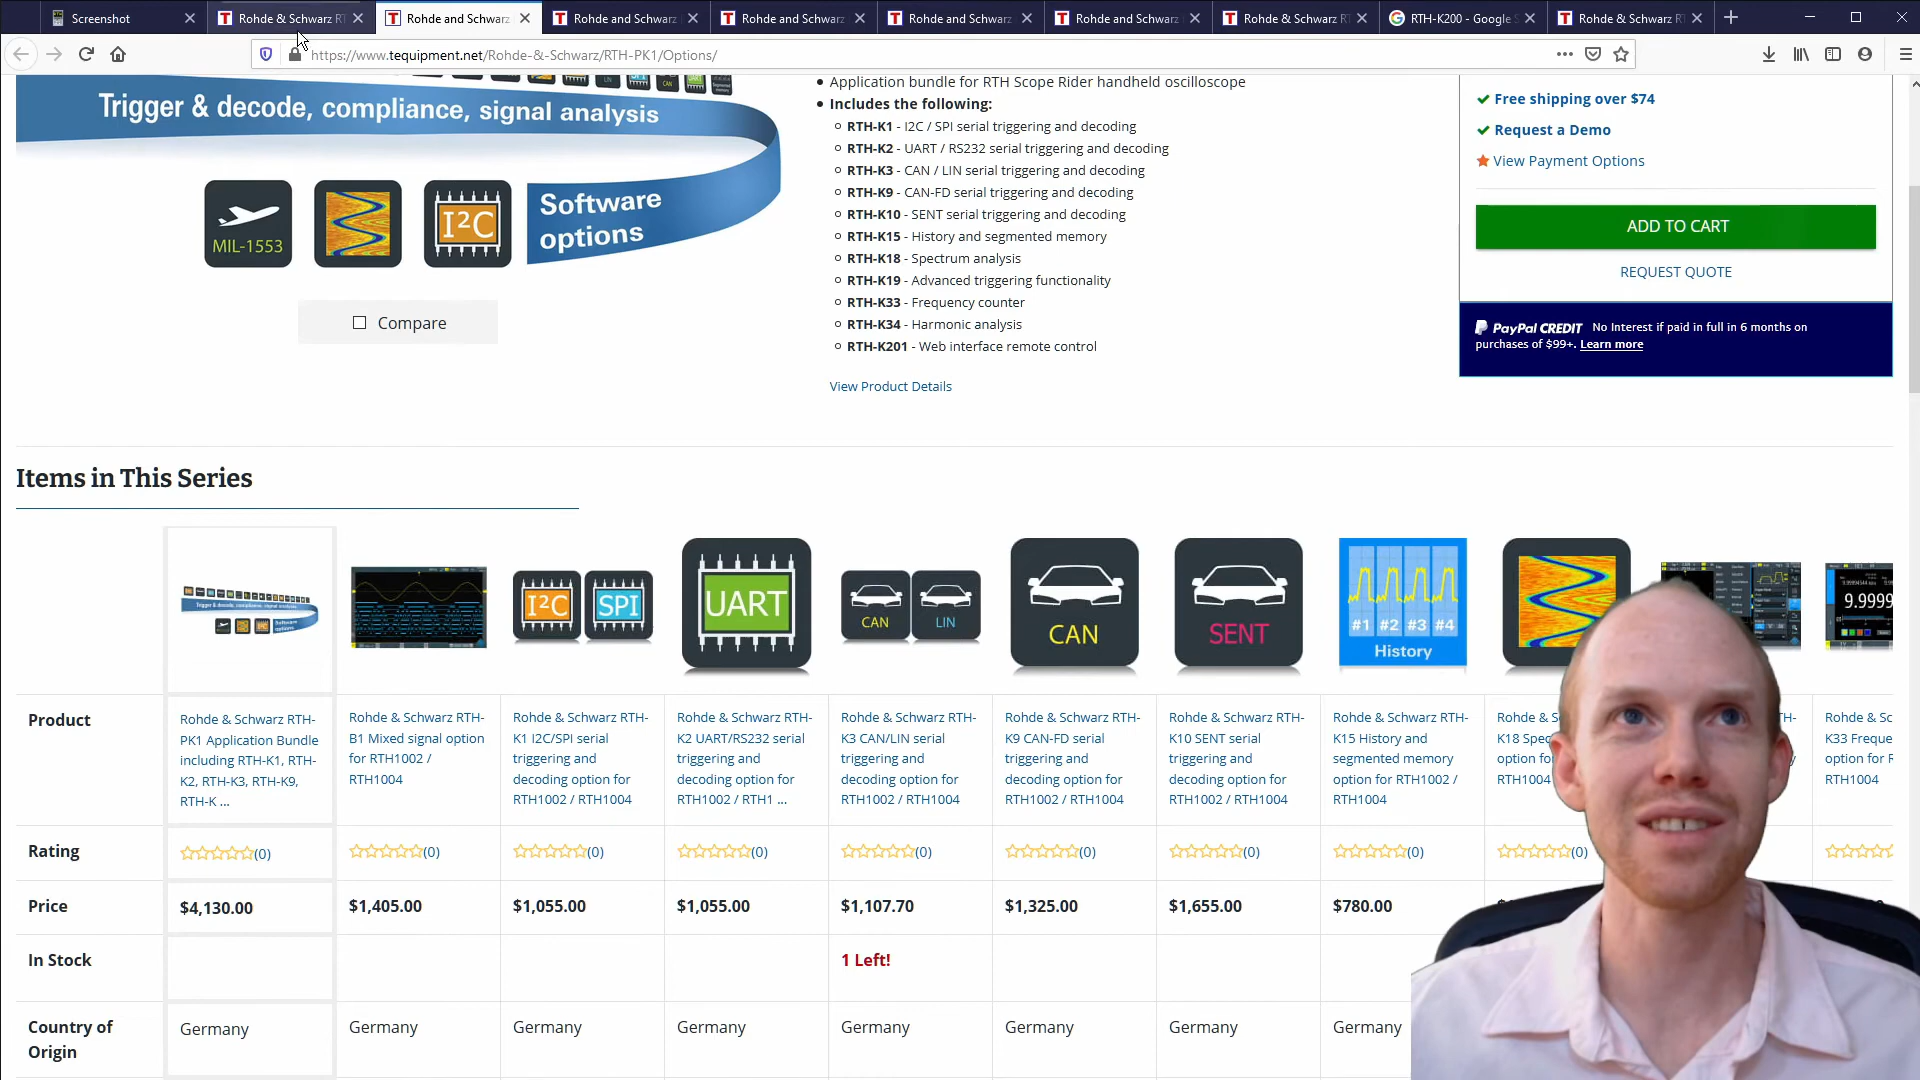 Screenshot
Rohde & Schwarz RT
Rohde and Schwarz
Rohde and Schwarz
Rohde and Schwarz
Rohde and Schwarz
Rohde and Schwarz
Rohde & Schwarz RT
RTH-K200 - Google S
Rohde & Schwarz RT
https://www.tequipment.net/Rohde-&-Schwarz/RTH-PK1/Options/
Trigger & decode, compliance, signal analysis
MIL-1553
I²C
Software
options
Compare
Application bundle for RTH Scope Rider handheld oscilloscope
Includes the following:
RTH-K1 - I2C / SPI serial triggering and decoding
RTH-K2 - UART / RS232 serial triggering and decoding
RTH-K3 - CAN / LIN serial triggering and decoding
RTH-K9 - CAN-FD serial triggering and decoding
RTH-K10 - SENT serial triggering and decoding
RTH-K15 - History and segmented memory
RTH-K18 - Spectrum analysis
RTH-K19 - Advanced triggering functionality
RTH-K33 - Frequency counter
RTH-K34 - Harmonic analysis
RTH-K201 - Web interface remote control
View Product Details
Free shipping over $74
Request a Demo
View Payment Options
ADD TO CART
REQUEST QUOTE
PayPal CREDIT No Interest if paid in full in 6 months on
purchases of $99+. Learn more
Items in This Series
Trigger & decode, compliance, signal analysis
Software
options
I²C
SPI
UART
CAN
LIN
CAN
SENT
#1 #2 #3 #4
History
9.9999
Product
Rohde & Schwarz RTH-
PK1 Application Bundle
including RTH-K1, RTH-
K2, RTH-K3, RTH-K9,
RTH-K ...
Rohde & Schwarz RTH-
B1 Mixed signal option
for RTH1002 /
RTH1004
Rohde & Schwarz RTH-
K1 I2C/SPI serial
triggering and
decoding option for
RTH1002 / RTH1004
Rohde & Schwarz RTH-
K2 UART/RS232 serial
triggering and
decoding option for
RTH1002 / RTH1 ...
Rohde & Schwarz RTH-
K3 CAN/LIN serial
triggering and
decoding option for
RTH1002 / RTH1004
Rohde & Schwarz RTH-
K9 CAN-FD serial
triggering and
decoding option for
RTH1002 / RTH1004
Rohde & Schwarz RTH-
K10 SENT serial
triggering and
decoding option for
RTH1002 / RTH1004
Rohde & Schwarz RTH-
K15 History and
segmented memory
option for RTH1002 /
RTH1004
Rohde & S
K18 Spec
option fo
RTH1004
Rohde & Sc
K33 Freque
option for R
RTH1004
Rating
(0)
(0)
(0)
(0)
(0)
(0)
(0)
(0)
(0)
Price
$4,130.00
$1,405.00
$1,055.00
$1,055.00
$1,107.70
$1,325.00
$1,655.00
$780.00
In Stock
1 Left!
Country of
Origin
Germany
Germany
Germany
Germany
Germany
Germany
Germany
Germany